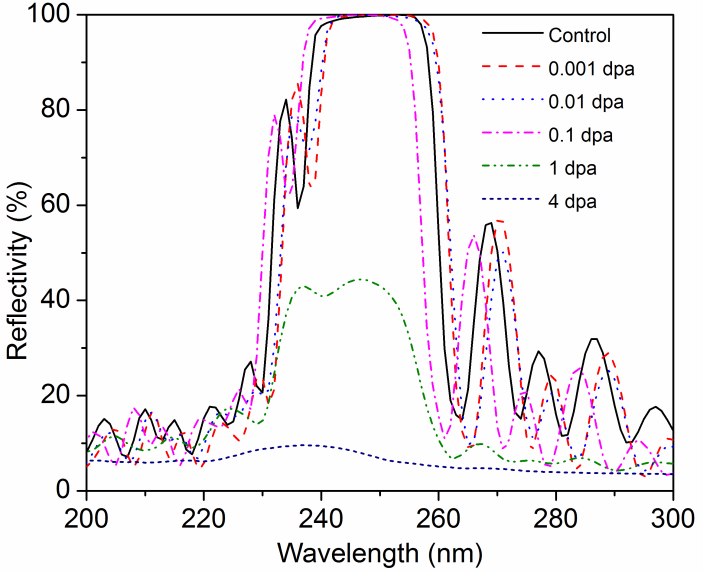 100
80
60
40
20
0
Reflectivity (%)
Control
0.001 dpa
0.01 dpa
0.1 dpa
1 dpa
4 dpa
200 220 240 260 280 300
Wavelength (nm)